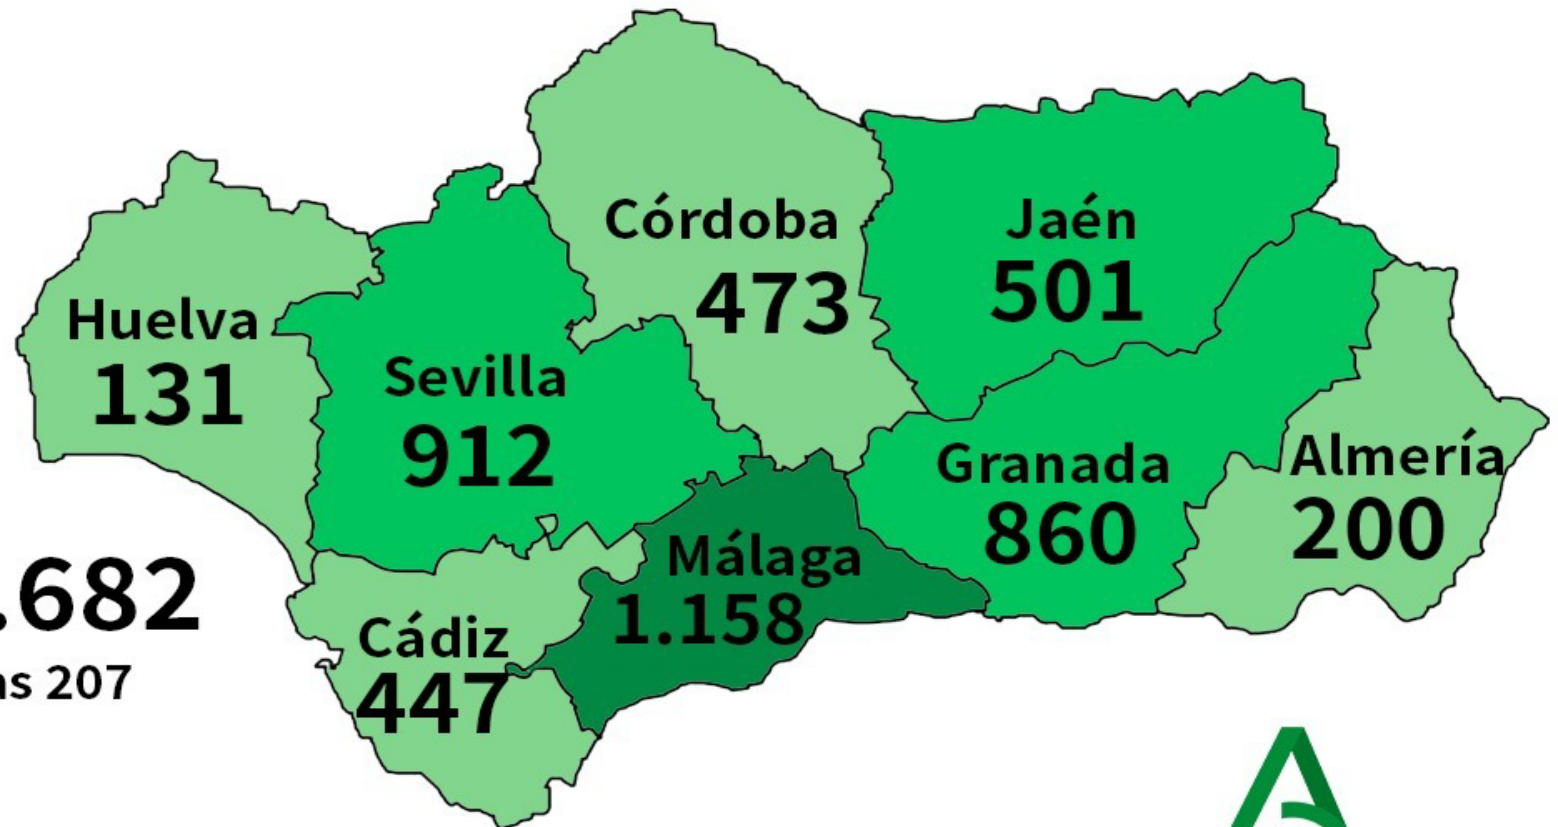 Córdoba
473
Jaén
501
Huelva
131
Sevilla
912
Granada
860
Almería
200
Málaga
1.158
.682
Cádiz
447
207